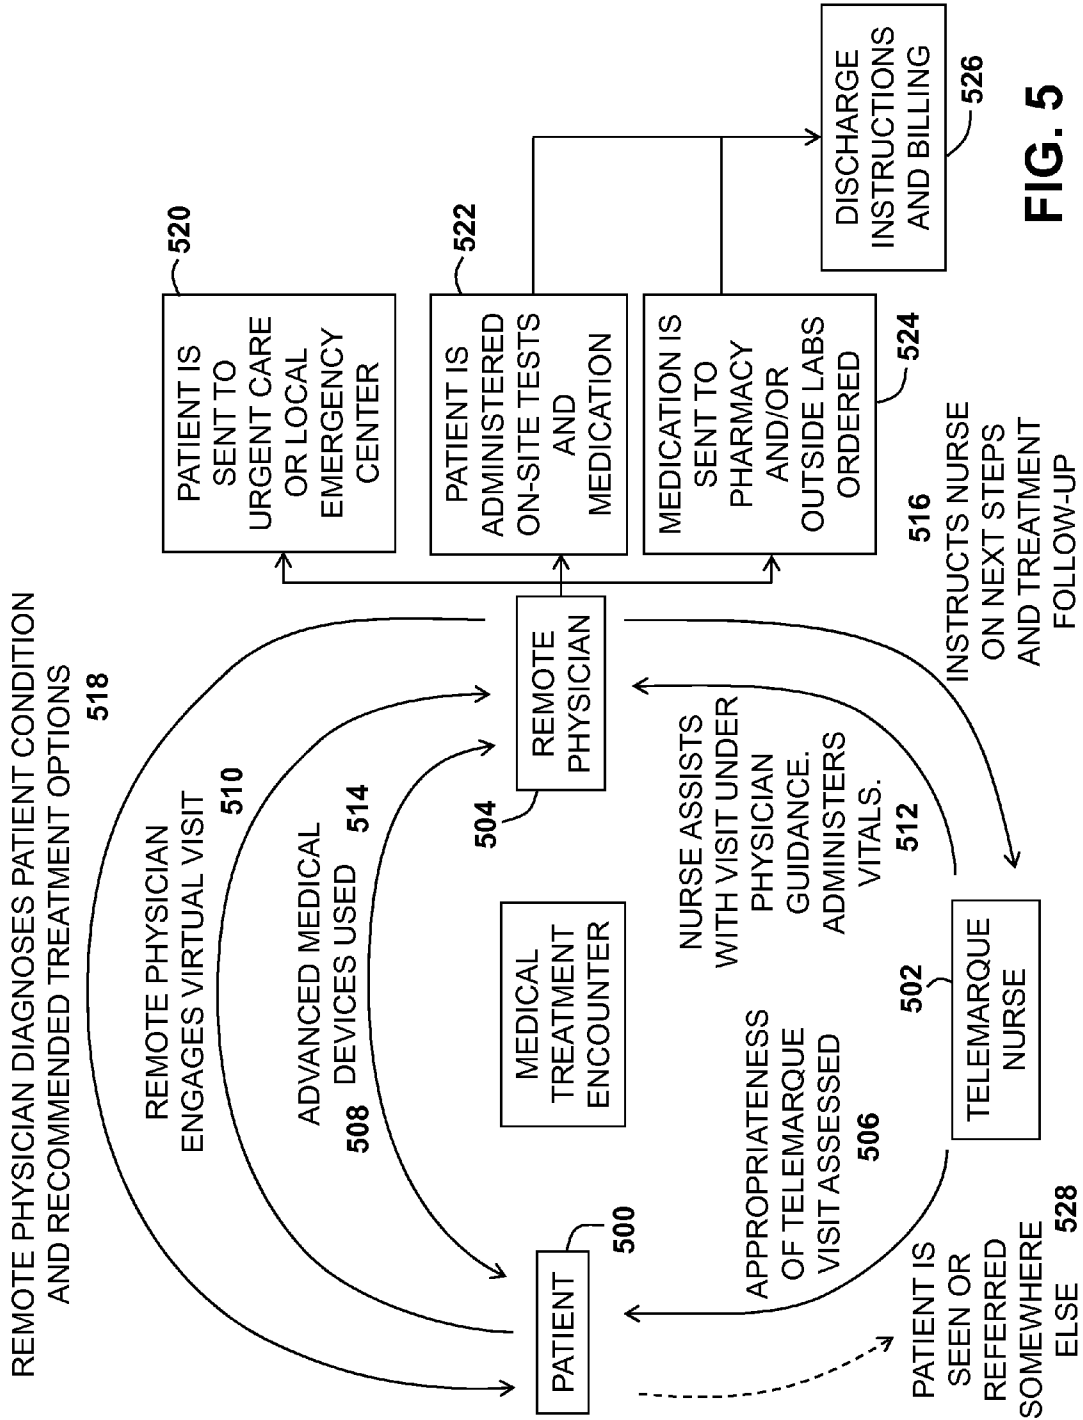 REMOTE PHYSICIAN DIAGNOSES PATIENT CONDITION
AND RECOMMENDED TREATMENT OPTIONS
518
REMOTE PHYSICIAN
ENGAGES VIRTUAL VISIT
510
ADVANCED MEDICAL
DEVICES USED
508
514
PATIENT
500
MEDICAL
TREATMENT
ENCOUNTER
REMOTE
PHYSICIAN
504
APPROPRIATENESS
OF TELEMARQUE
VISIT ASSESSED
506
NURSE ASSISTS
WITH VISIT UNDER
PHYSICIAN
GUIDANCE.
ADMINISTERS
VITALS.
512
PATIENT IS
SEEN OR
REFERRED
SOMEWHERE
ELSE
528
TELEMARQUE
NURSE
502
516
INSTRUCTS NURSE
ON NEXT STEPS
AND TREATMENT
FOLLOW-UP
PATIENT IS
SENT TO
URGENT CARE
OR LOCAL
EMERGENCY
CENTER
520
PATIENT IS
ADMINISTERED
ON-SITE TESTS
AND
MEDICATION
522
MEDICATION IS
SENT TO
PHARMACY
AND/OR
OUTSIDE LABS
ORDERED
524
DISCHARGE
INSTRUCTIONS
AND BILLING
526
FIG. 5